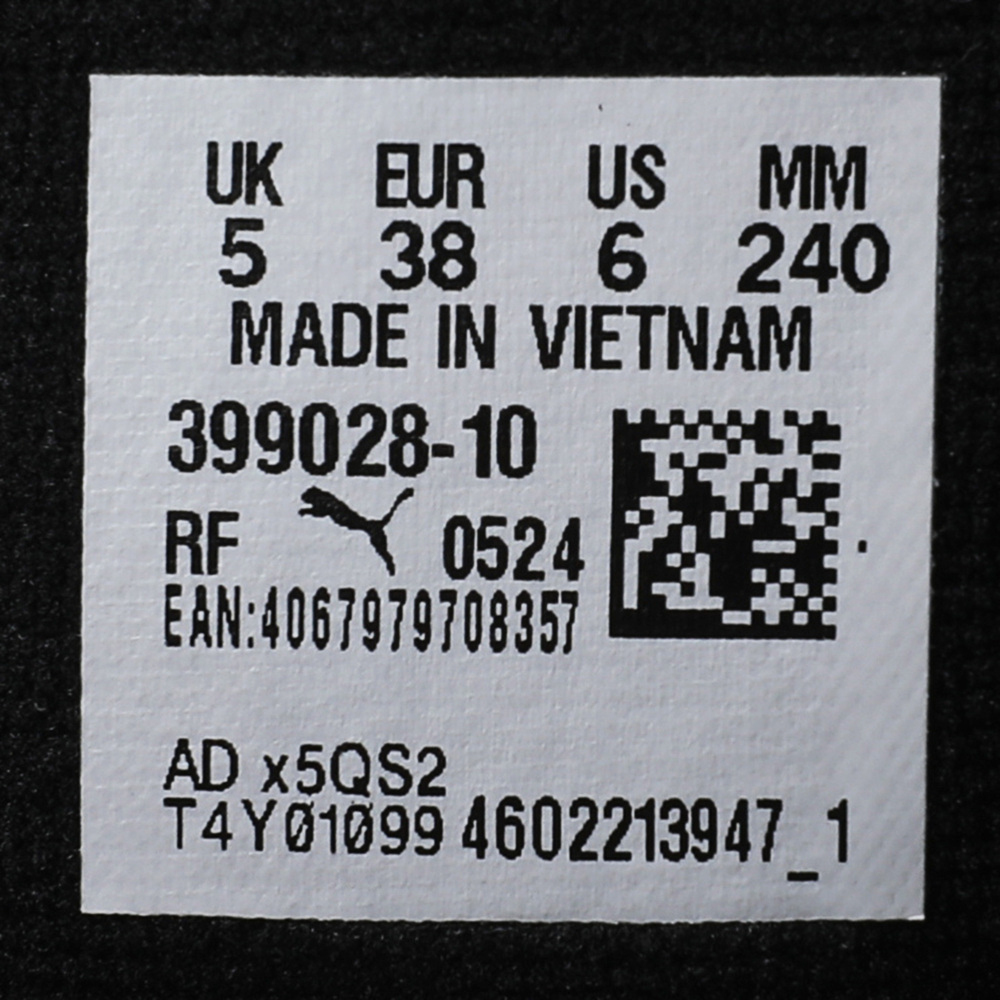 UK EUR US MM
5 38 6 240
MADE IN VIETNAM
399028-10
RF 0524
EAN:4067979708357
AD x5QS2
T4Y01099 4602213947_1